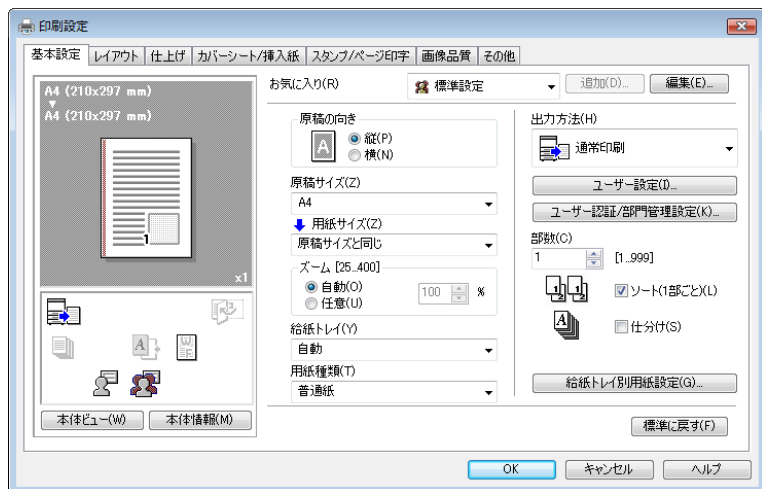 印刷設定
基本設定 レイアウト 仕上げ カバーシート/挿入紙 スタンプ/ページ印字 画像品質 その他
A4 (210x297 mm)
A4 (210x297 mm)
1
x1
本体ビュー(W) 本体情報(M)
お気に入り(R) 標準設定 追加(D)... 編集(E)...
原稿の向き
A
縦(P)
横(N)
原稿サイズ(Z)
A4
用紙サイズ(Z)
原稿サイズと同じ
ズーム [25..400]
自動(O)
任意(U)
100 %
給紙トレイ(Y)
自動
用紙種類(T)
普通紙
出力方法(H)
通常印刷
ユーザー設定(I)...
ユーザー認証/部門管理設定(K)...
部数(C)
1 [1..999]
1 2 1 2 ソート(1部ごと)(L)
A 仕分け(S)
給紙トレイ別用紙設定(G)...
標準に戻す(F)
OK キャンセル ヘルプ